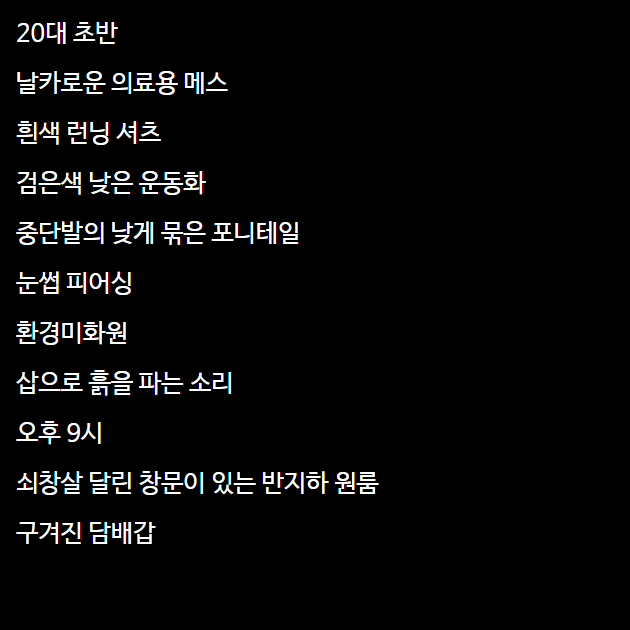 20대 초반
날카로운 의료용 메스
흰색 런닝 셔츠
검은색 낮은 운동화
중단발의 낮게 묶은 포니테일
눈썹 피어싱
환경미화원
삽으로 흙을 파는 소리
오후 9시
쇠창살 달린 창문이 있는 반지하 원룸
구겨진 담배갑